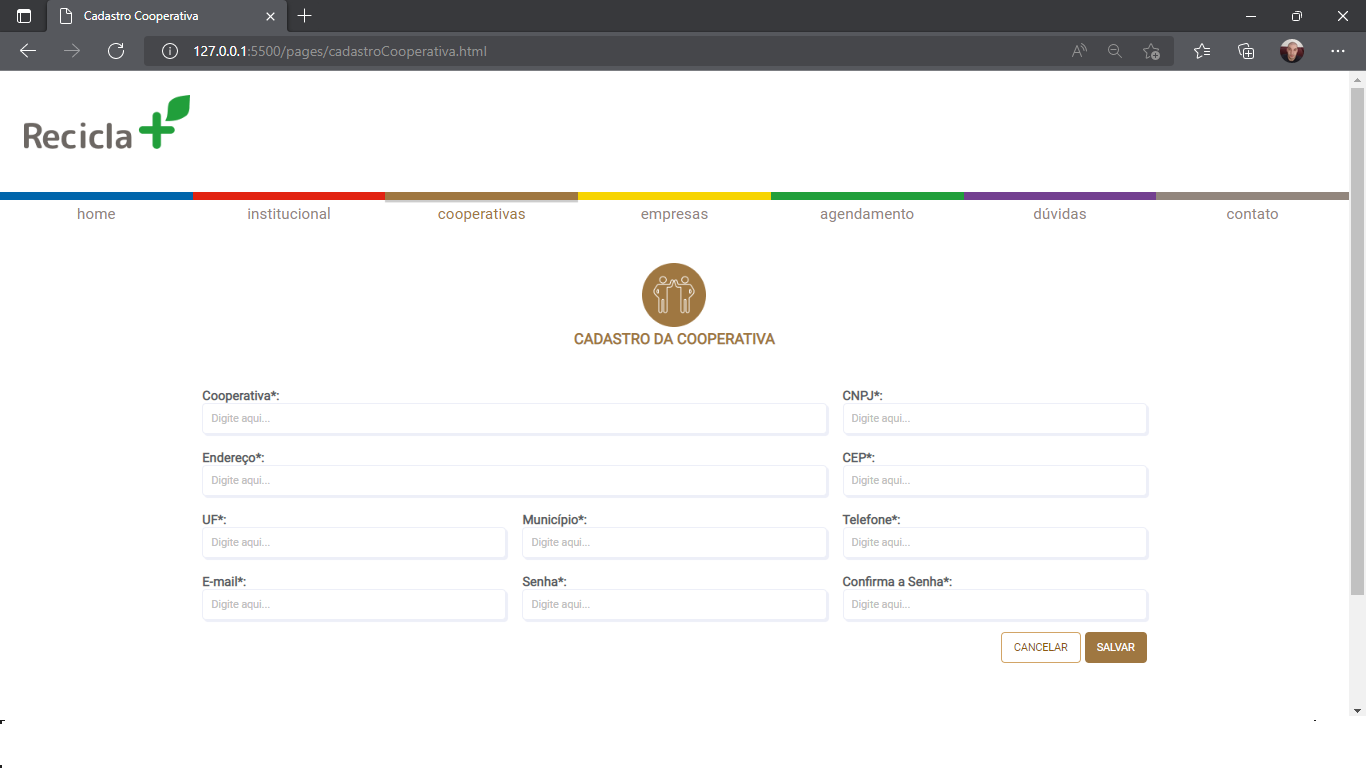 Cadastro Cooperativa
127.0.0.1:5500/pages/cadastroCooperativa.html
Recicla+
home institucional cooperativas empresas agendamento dúvidas contato
CADASTRO DA COOPERATIVA
Cooperativa*: CNPJ*:
Digite aqui... Digite aqui...
Endereço*: CEP*:
Digite aqui... Digite aqui...
UF*: Município*: Telefone*:
Digite aqui... Digite aqui... Digite aqui...
E-mail*: Senha*: Confirma a Senha*:
Digite aqui... Digite aqui... Digite aqui...
CANCELAR SALVAR